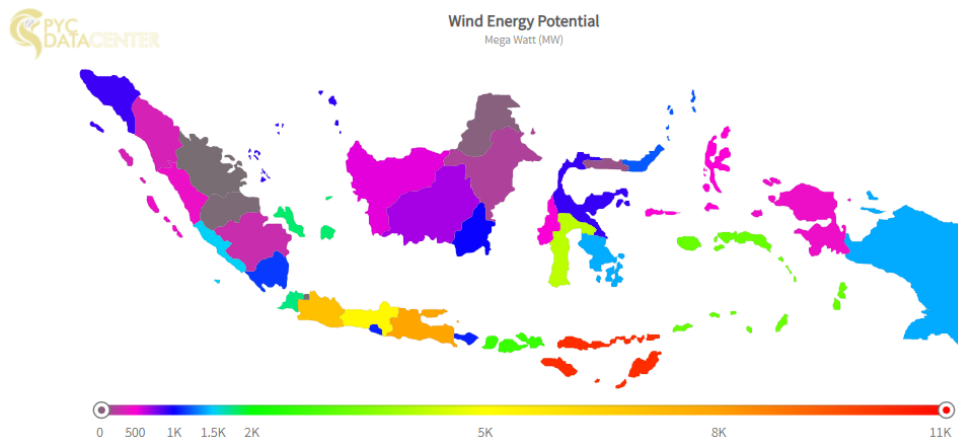 PYC
DATACENTER
Wind Energy Potential
Mega Watt (MW)
0 500 1K 1.5K 2K 5K 8K 11K